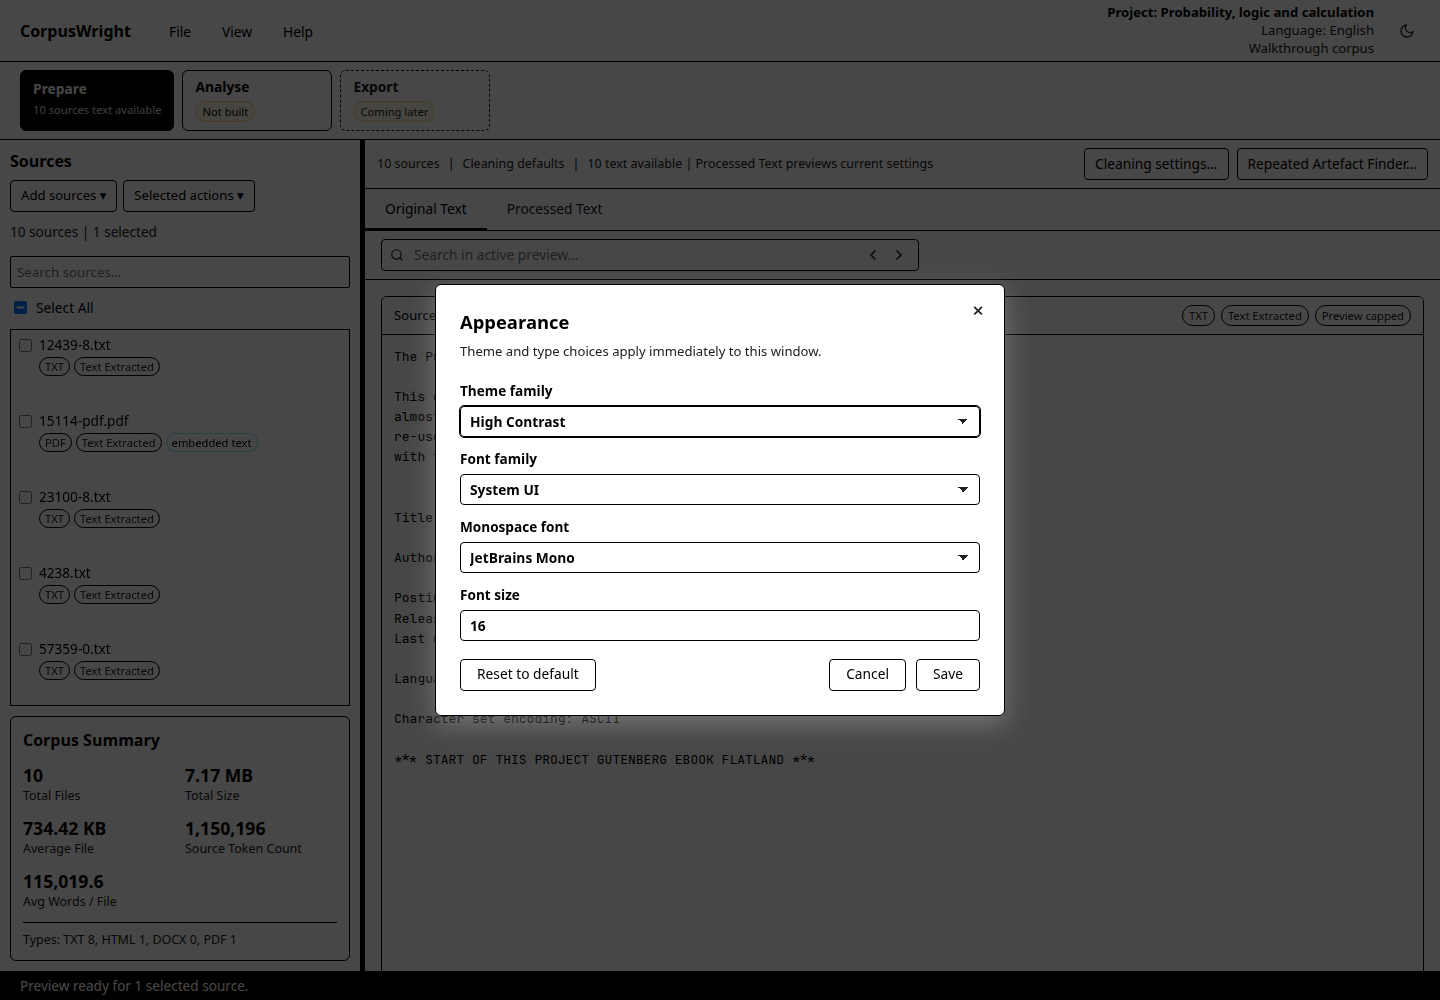 CorpusWright
File
View
Help
Project: Probability, logic and calculation
Language: English
Walkthrough corpus
Prepare
10 sources text available
Analyse
Not built
Export
Coming later
Sources
Add sources ▾
Selected actions ▾
10 sources | 1 selected
Search sources...
Select All
12439-8.txt
TXT
Text Extracted
15114-pdf.pdf
PDF
Text Extracted
embedded text
23100-8.txt
TXT
Text Extracted
4238.txt
TXT
Text Extracted
57359-0.txt
TXT
Text Extracted
Corpus Summary
10
Total Files
7.17 MB
Total Size
734.42 KB
Average File
1,150,196
Source Token Count
115,019.6
Avg Words / File
Types: TXT 8, HTML 1, DOCX 0, PDF 1
10 sources | Cleaning defaults | 10 text available | Processed Text previews current settings
Cleaning settings...
Repeated Artefact Finder...
Original Text
Processed Text
Search in active preview...
Source
TXT
Text Extracted
Preview capped
The
This
with
Title
Character set encoding: ASCII
*** START OF THIS PROJECT GUTENBERG EBOOK FLATLAND ***
Appearance
Theme and type choices apply immediately to this window.
Theme family
High Contrast
Font family
System UI
Monospace font
JetBrains Mono
Font size
16
Reset to default
Cancel
Save
Preview ready for 1 selected source.